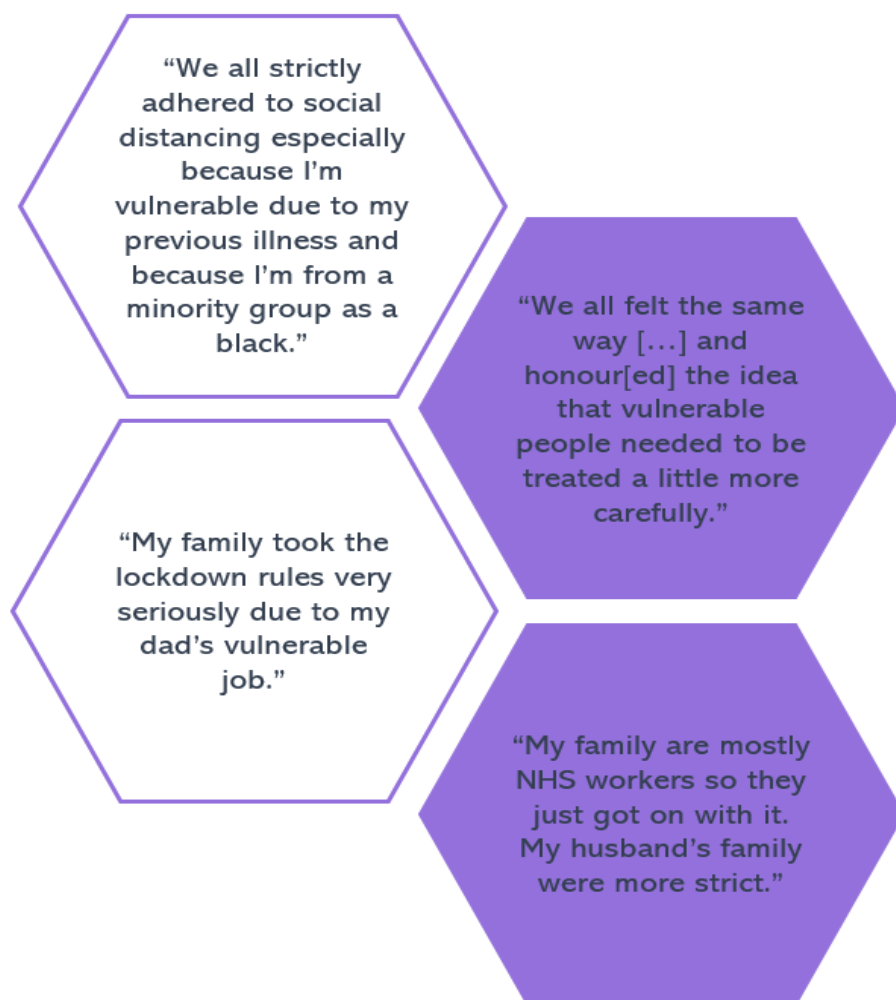 “We all strictly
adhered to social
distancing especially
because I’m
vulnerable due to my
previous illness and
because I’m from a
minority group as a
black.”
“We all felt the same
way [...] and
honour[ed] the idea
that vulnerable
people needed to be
treated a little more
carefully.”
“My family took the
lockdown rules very
seriously due to my
dad’s vulnerable
job.”
“My family are mostly
NHS workers so they
just got on with it.
My husband’s family
were more strict.”